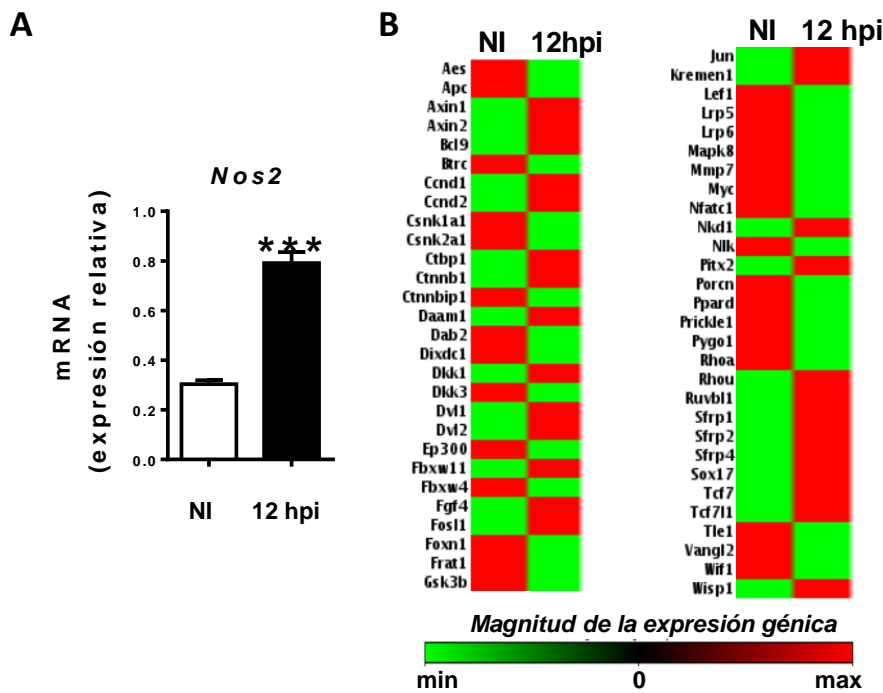 A
Nos2
mRNA
(expresión relativa)
1.0
0.8
0.6
0.4
0.2
0.0
***
NI
12 hpi
B
NI 12hpi
Aes
Apc
Axin1
Axin2
Bcl9
Btrc
Ccnd1
Ccnd2
Csnk1a1
Csnk2a1
Ctbp1
Ctnnb1
Ctnnbip1
Daam1
Dab2
Dixdc1
Dkk1
Dkk3
Dvl1
Dvl2
Ep300
Fbxw11
Fbxw4
Fgf4
Fosl1
Foxn1
Frat1
Gsk3b
NI 12 hpi
Jun
Kremen1
Lef1
Lrp5
Lrp6
Mapk8
Mmp7
Myc
Nfatc1
Nkd1
Nlk
Pitx2
Porcn
Ppard
Prickle1
Pygo1
Rhoa
Rhou
Ruvbl1
Sfrp1
Sfrp2
Sfrp4
Sox17
Tcf7
Tcf7l1
Tle1
Vangl2
Wif1
Wisp1
Magnitud de la expresión génica
min 0 max